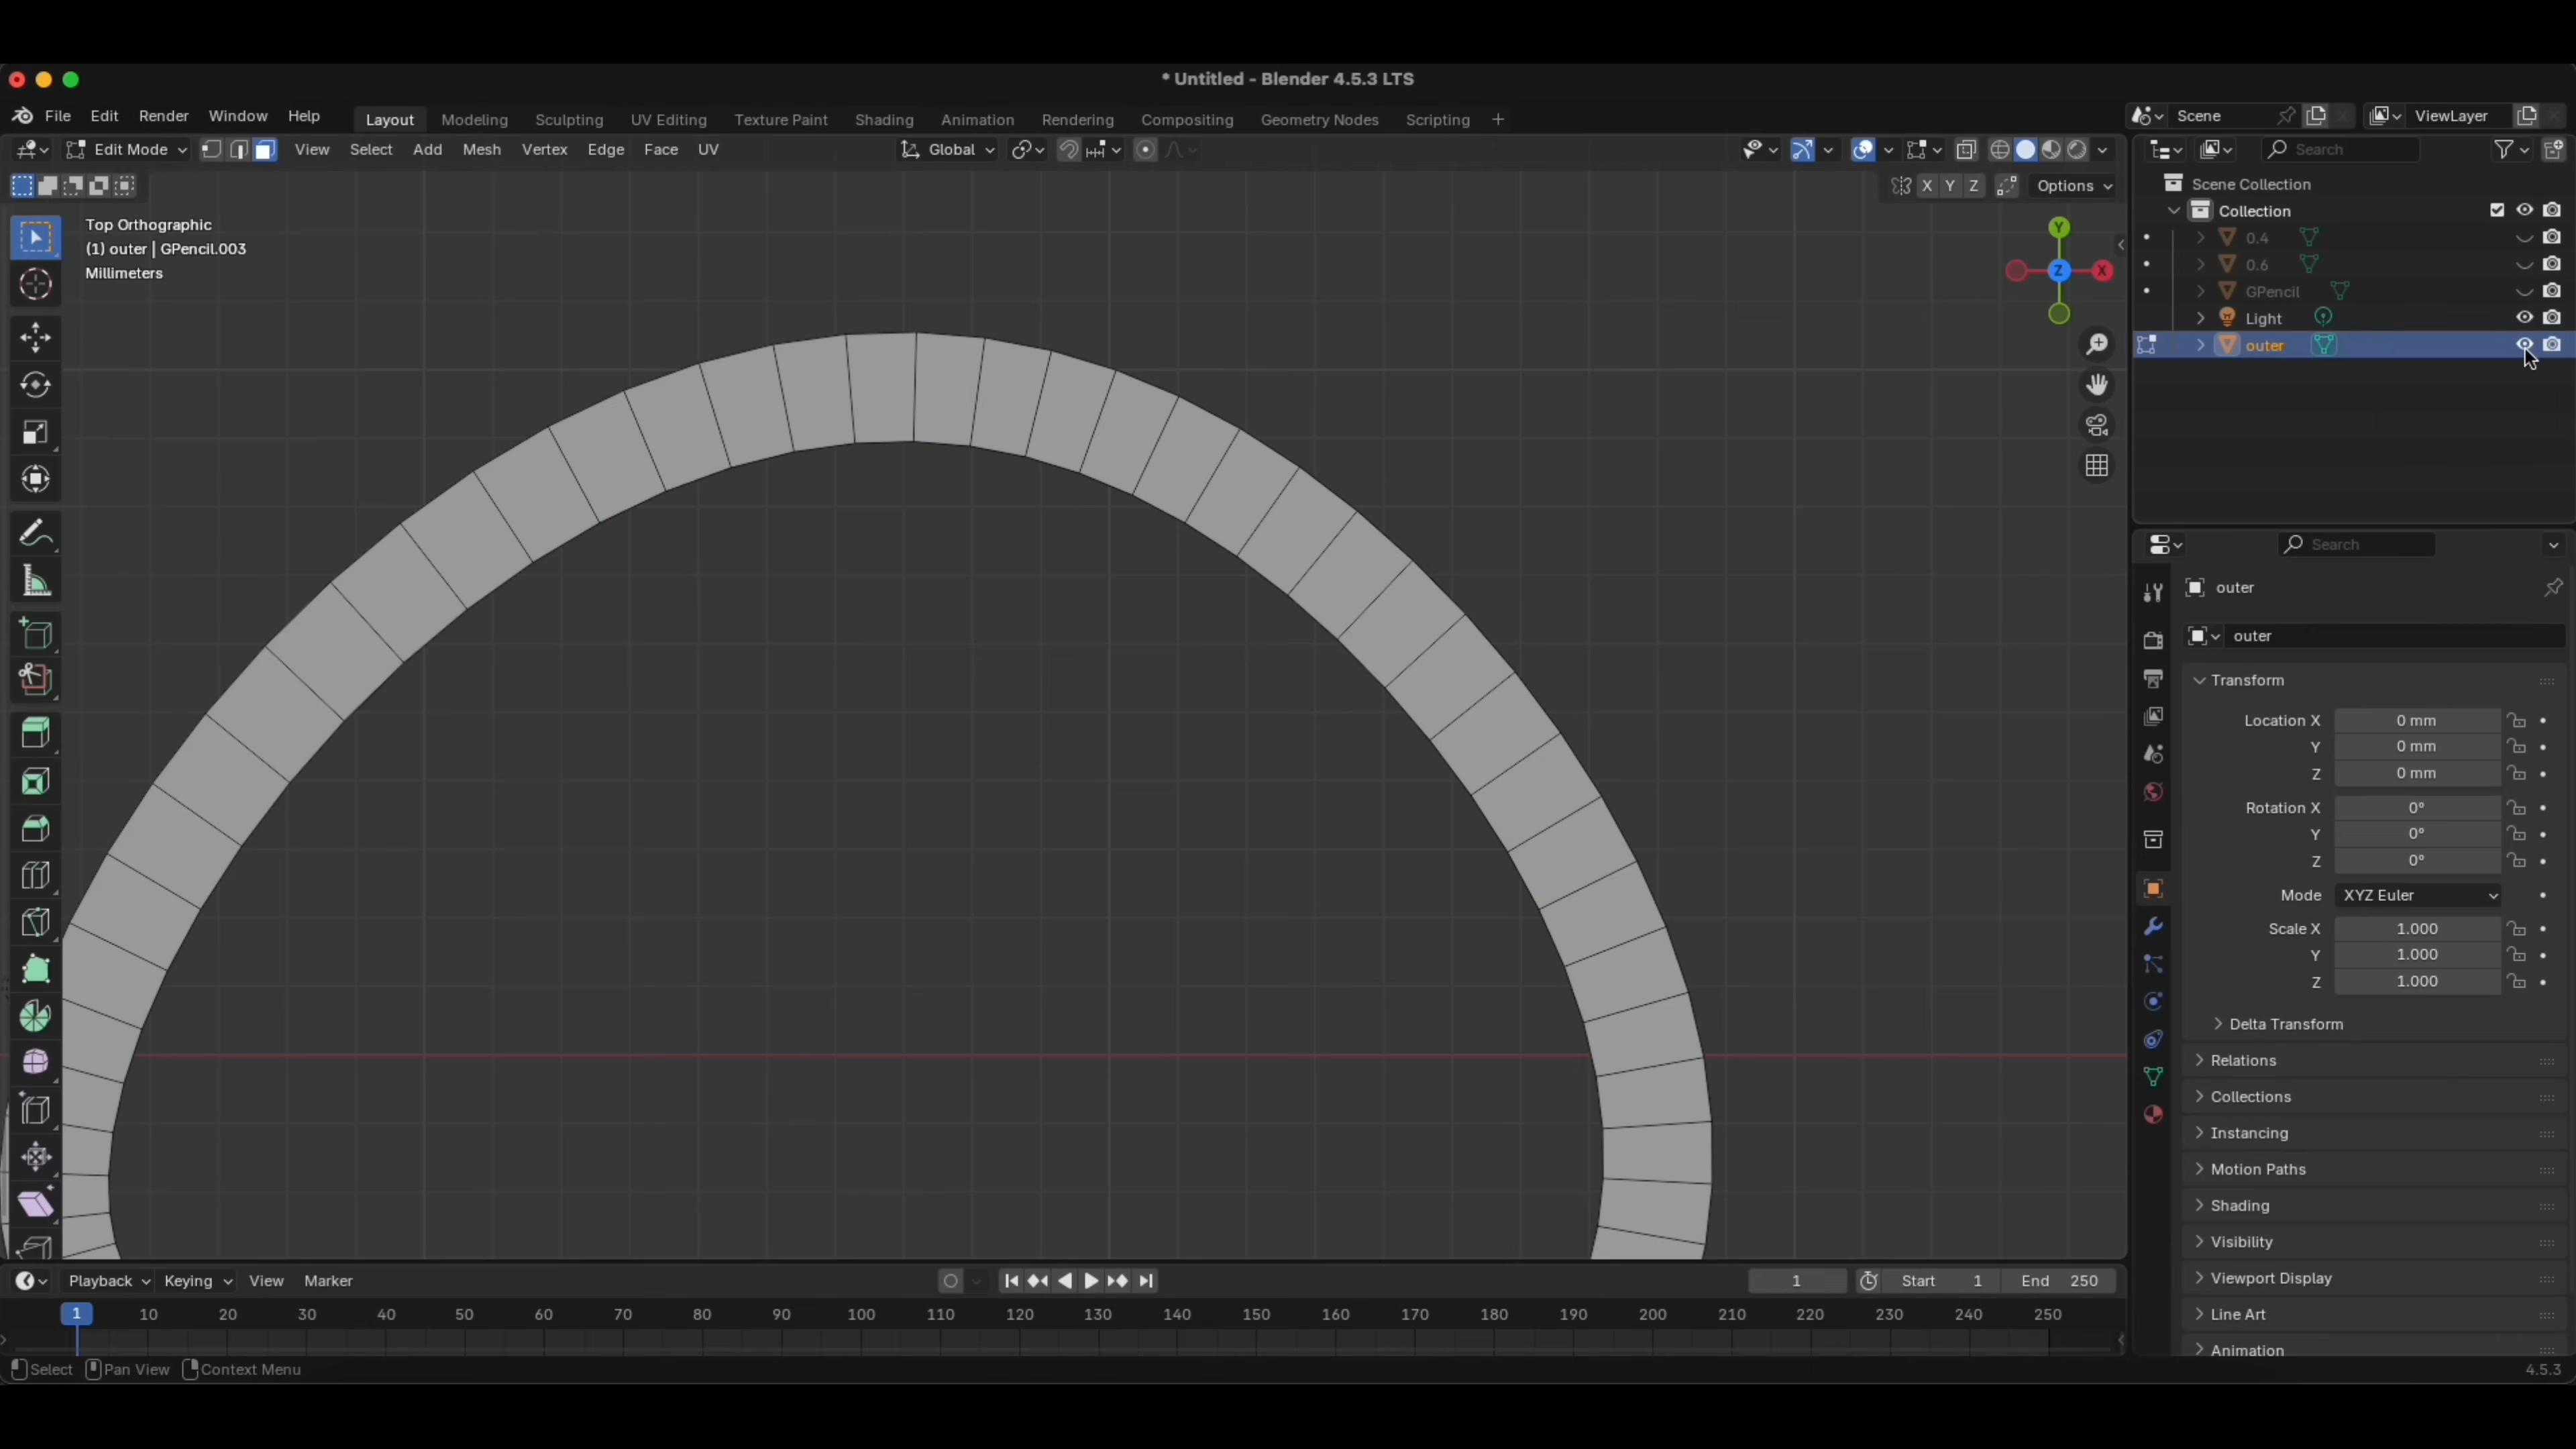 * Untitled - Blender 4.5.3 LTS
File Edit Render Window Help Layout Modeling Sculpting UV Editing Texture Paint Shading Animation Rendering Compositing Geometry Nodes Scripting + Scene ViewLayer
Edit Mode View Select Add Mesh Vertex Edge Face UV Global Search
X Y Z Options
Top Orthographic
(1) outer | GPencil.003
Millimeters
Y
Z X
Scene Collection
Collection
0.4
0.6
GPencil
Light
outer
Search
outer
outer
Transform
Location X 0 mm
Y 0 mm
Z 0 mm
Rotation X 0°
Y 0°
Z 0°
Mode XYZ Euler
Scale X 1.000
Y 1.000
Z 1.000
Delta Transform
Relations
Collections
Instancing
Motion Paths
Shading
Visibility
Viewport Display
Line Art
Animation
Playback Keying View Marker 1 Start 1 End 250
1 10 20 30 40 50 60 70 80 90 100 110 120 130 140 150 160 170 180 190 200 210 220 230 240 250
Select Pan View Context Menu 4.5.3